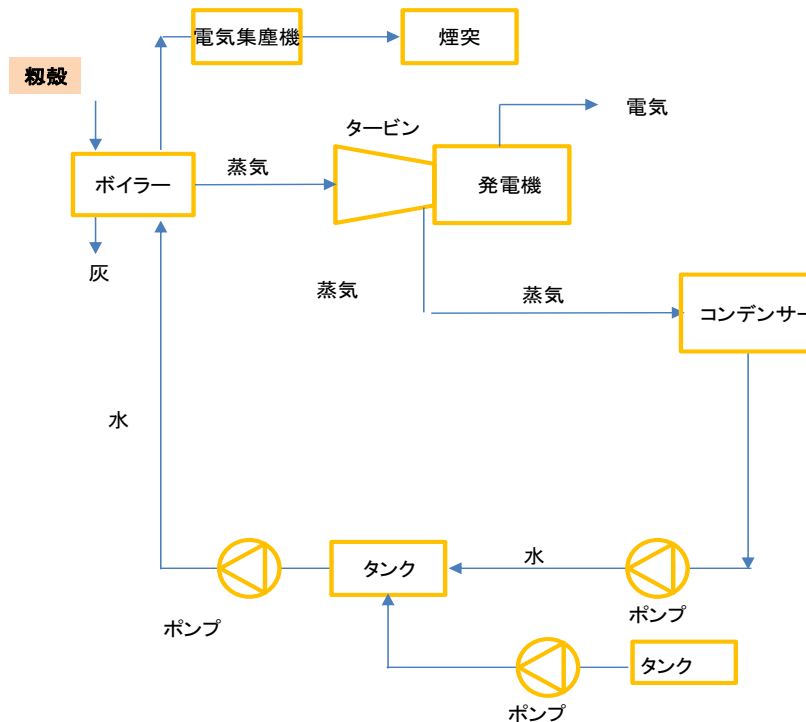 電気集塵機
煙突
籾殻
電気
タービン
ボイラー
蒸気
発電機
灰
蒸気
蒸気
コンデンサー
水
タンク
水
ポンプ
ポンプ
タンク
ポンプ